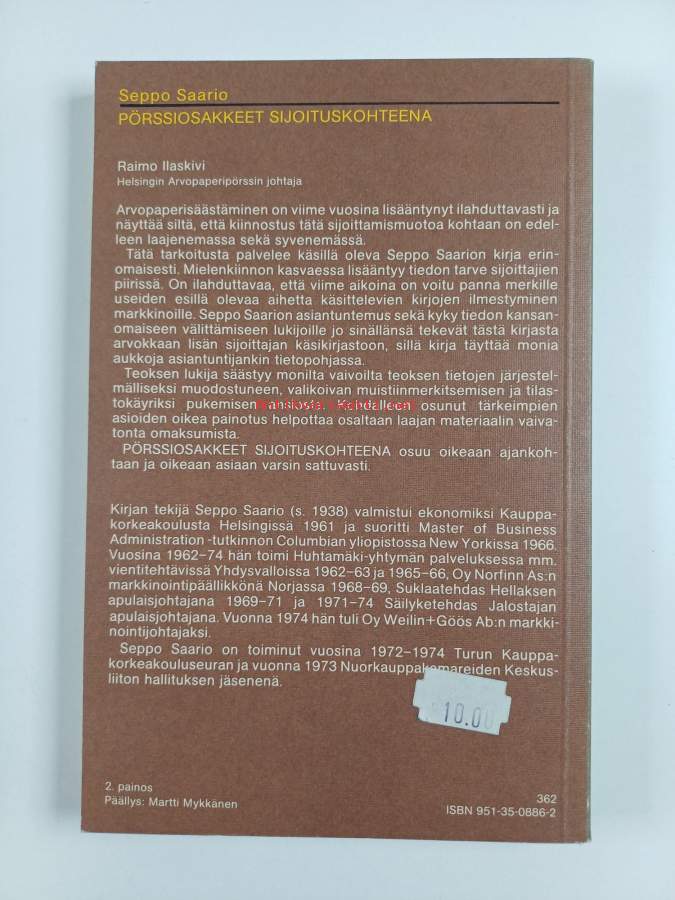 Seppo Saario
PÖRSSIOSAKKEET SIJOITUSKOHTEENA
Raimo Ilaskivi
Helsingin Arvopaperipörssin johtaja
Arvopaperisäästäminen on viime vuosina lisääntynyt ilahduttavasti ja
näyttää siltä, että kiinnostus tätä sijoittamismuotoa kohtaan on edel-
leen laajenemassa sekä syvenemässä.
Tätä tarkoitusta palvelee käsillä oleva Seppo Saarion kirja erin-
omaisesti. Mielenkiinnon kasvaessa lisääntyy tiedon tarve sijoittajien
piirissä. On ilahduttavaa, että viime aikoina on voitu panna merkille
useiden esillä olevaa aihetta käsittelevien kirjojen ilmestyminen
markkinoille. Seppo Saarion asiantuntemus sekä kyky tiedon kansan-
omaiseen välittämiseen lukijoille jo sinällänsä tekevät tästä kirjasta
arvokkaan lisän sijoittajan käsikirjastoon, sillä kirja täyttää monia
aukkoja asiantuntijankin tietopohjassa.
Teoksen lukija säästyy monilta vaivoilta teoksen tietojen järjestel-
mälliseksi muodostuneen, valikoivan muistiinmerkitsemisen ja tilas-
tokäyriksi pukemisen ansiosta. Kohdalleen osunut tärkeimpien
asioiden oikea painotus helpottaa osaltaan laajan materiaalin vaiva-
tonta omaksumista.
PÖRSSIOSAKKEET SIJOITUSKOHTEENA osuu oikeaan ajankoh-
taan ja oikeaan asiaan varsin sattuvasti.
Kirjan tekijä Seppo Saario (s. 1938) valmistui ekonomiksi Kauppa-
korkeakoulusta Helsingissä 1961 ja suoritti Master of Business
Administration -tutkinnon Columbian yliopistossa New Yorkissa 1966.
Vuosina 1962–74 hän toimi Huhtamäki-yhtymän palveluksessa mm.
vientitehtävissä Yhdysvalloissa 1962–63 ja 1965–66, Oy Norfinn As:n
markkinointipäällikkönä Norjassa 1968–69, Suklaatehdas Hellaksen
apulaisjohtajana 1969–71 ja 1971–74 Säilyketehdas Jalostajan
apulaisjohtajana. Vuonna 1974 hän tuli Oy Weilin+Göös Ab:n markki-
nointijohtajaksi.
Seppo Saario on toiminut vuosina 1972–1974 Turun Kauppa-
korkeakouluseuran ja vuonna 1973 Nuorkauppakamareiden Keskus-
liiton hallituksen jäsenenä.
10.00
2. painos
Päällys: Martti Mykkänen
362
ISBN 951-35-0886-2